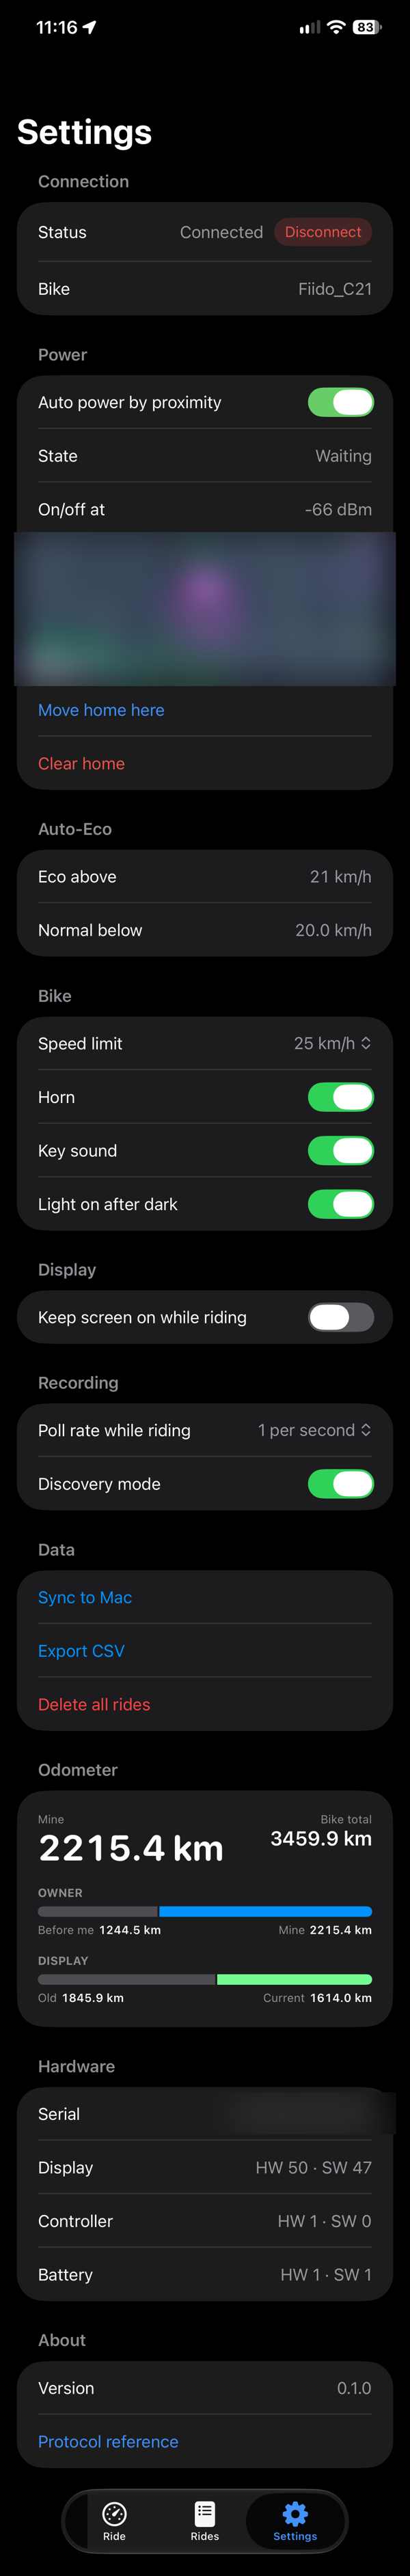 11:16
83
Settings
Connection
Status Connected Disconnect
Bike Fiido_C21
Power
Auto power by proximity
State Waiting
On/off at -66 dBm
Move home here
Clear home
Auto-Eco
Eco above 21 km/h
Normal below 20.0 km/h
Bike
Speed limit 25 km/h
Horn
Key sound
Light on after dark
Display
Keep screen on while riding
Recording
Poll rate while riding 1 per second
Discovery mode
Data
Sync to Mac
Export CSV
Delete all rides
Odometer
Mine Bike total
2215.4 km 3459.9 km
OWNER
Before me 1244.5 km Mine 2215.4 km
DISPLAY
Old 1845.9 km Current 1614.0 km
Hardware
Serial
Display HW 50 · SW 47
Controller HW 1 · SW 0
Battery HW 1 · SW 1
About
Version 0.1.0
Protocol reference
Ride Rides Settings